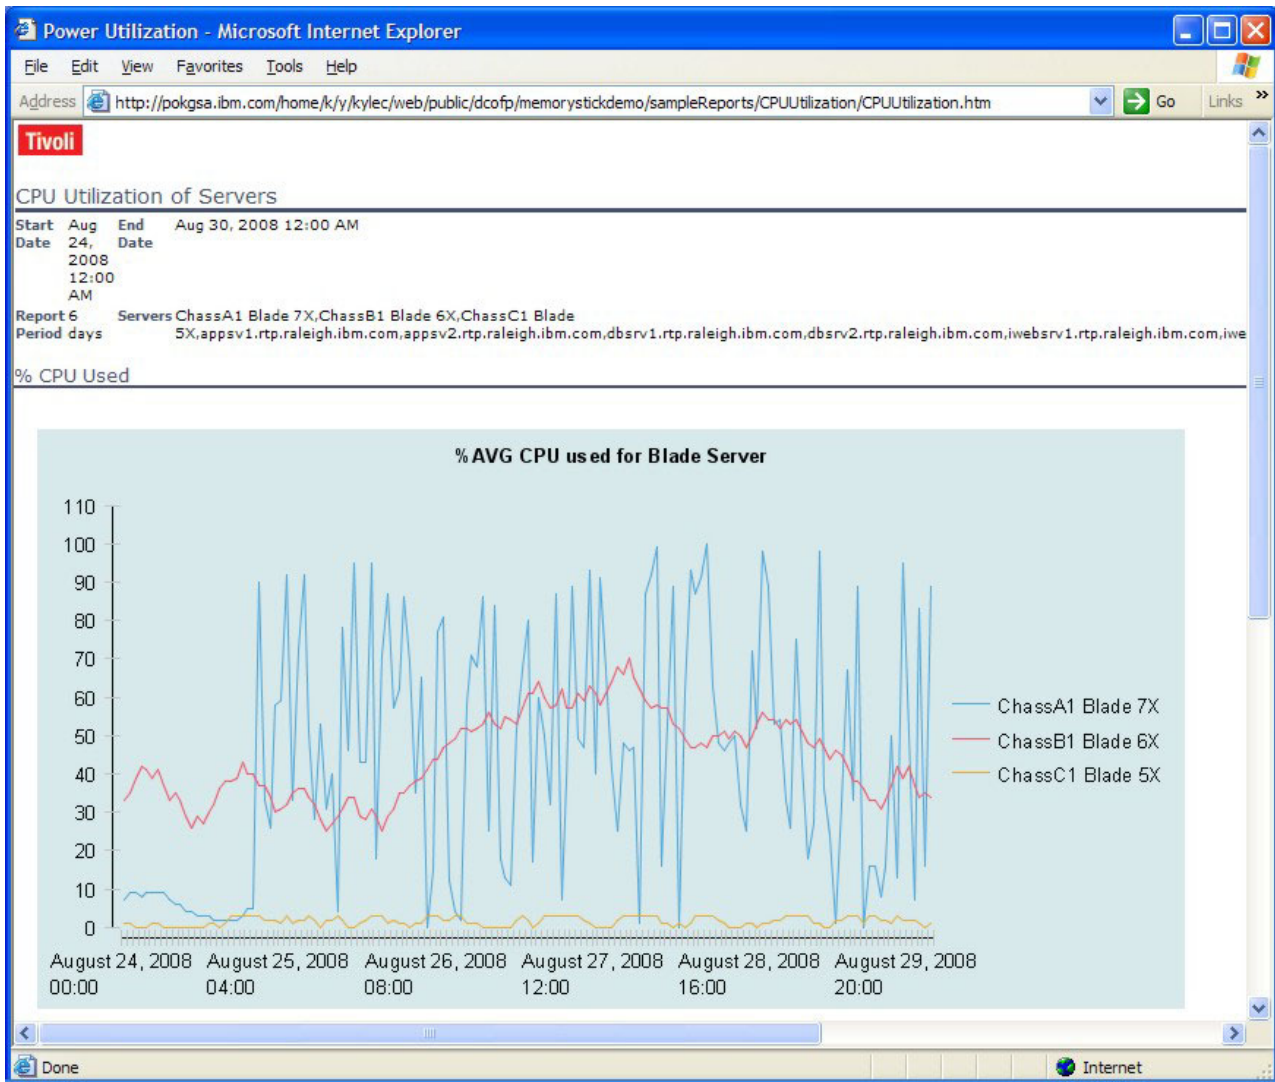 Power Utilization - Microsoft Internet Explorer
File Edit View Favorites Tools Help
Address http://pokgsa.ibm.com/home/k/y/kylec/web/public/dcofp/memorystickdemo/sampleReports/CPUUtilization/CPUUtilization.htm Go Links »
Tivoli
CPU Utilization of Servers
Start Aug End Aug 30, 2008 12:00 AM
Date 24, Date
2008
12:00
AM
Report 6 Servers ChassA1 Blade 7X,ChassB1 Blade 6X,ChassC1 Blade
Period days 5X,appsv1.rtp.raleigh.ibm.com,appsv2.rtp.raleigh.ibm.com,dbsrv1.rtp.raleigh.ibm.com,dbsrv2.rtp.raleigh.ibm.com,iwebsrv1.rtp.raleigh.ibm.com,iwe
% CPU Used
%AVG CPU used for Blade Server
110
100
90
80
70
60
50
40
30
20
10
0
ChassA1 Blade 7X
ChassB1 Blade 6X
ChassC1 Blade 5X
August 24, 2008 August 25, 2008 August 26, 2008 August 27, 2008 August 28, 2008 August 29, 2008
00:00 04:00 08:00 12:00 16:00 20:00
Done Internet